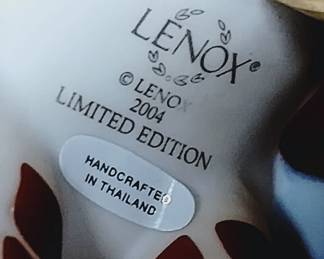 LENOX®
© LENOX
2004
LIMITED EDITION
HANDCRAFTED
IN THAILAND